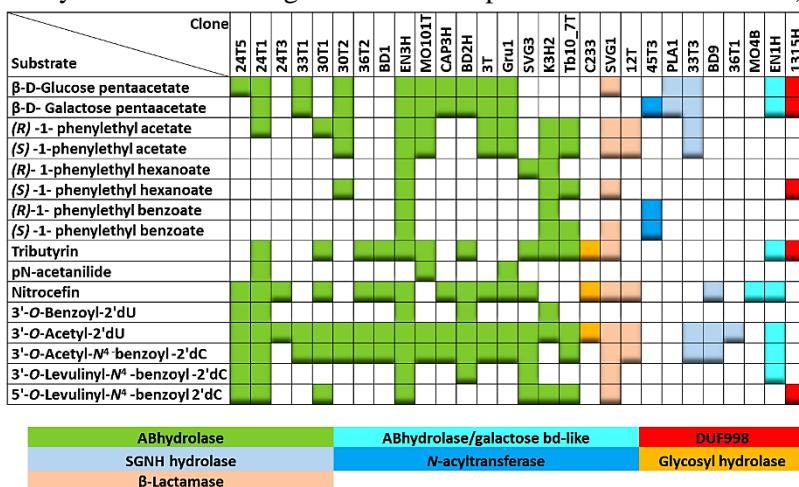 Clone
Substrate
24T5 24T1 24T3 33T1 30T1 30T2 36T2 BD1 EN3H MO101T CAP3H BD2H 3T Gru1 SVG3 K3H2 Tb10_7T C233 SVG1 12T 45T3 PLA1 33T3 BD9 36T1 MO4B EN1H 1315H
β-D-Glucose pentaacetate
β-D- Galactose pentaacetate
(R) -1- phenylethyl acetate
(S) -1-phenylethyl acetate
(R)- 1-phenylethyl hexanoate
(S) -1- phenylethyl hexanoate
(R)-1- phenylethyl benzoate
(S) -1- phenylethyl benzoate
Tributyrin
pN-acetanilide
Nitrocefin
3'-O-Benzoyl-2'dU
3'-O-Acetyl-2'dU
3'-O-Acetyl-N⁴-benzoyl -2'dC
3'-O-Levulinyl-N⁴ -benzoyl -2'dC
5'-O-Levulinyl-N⁴ -benzoyl 2'dC
ABhydrolase ABhydrolase/galactose bd-like DUF998
SGNH hydrolase N-acyltransferase Glycosyl hydrolase
β-Lactamase